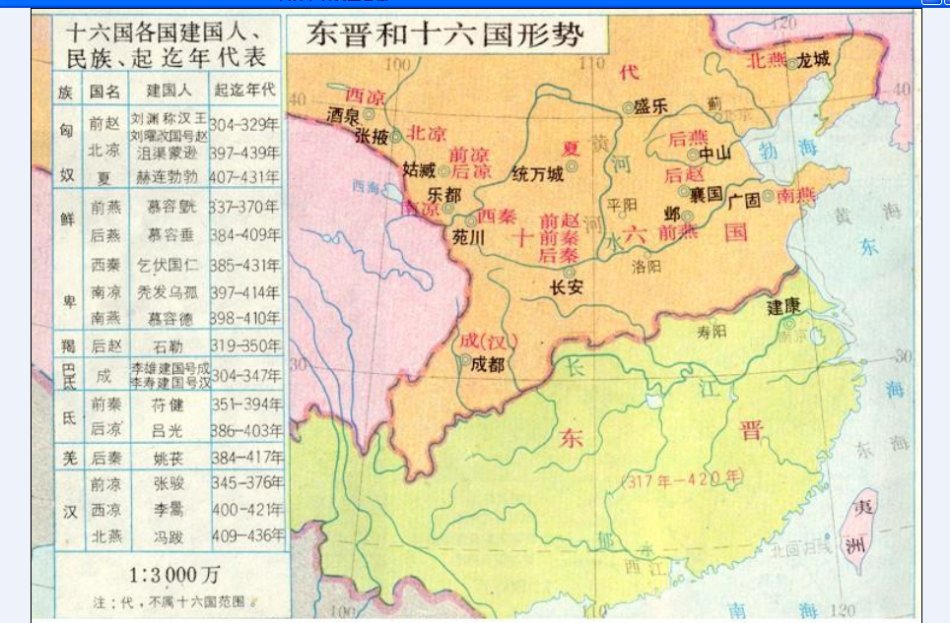 十六国各国建国人、
民族、起迄年代表
族 国名 建国人 起迄年代
匈奴
前赵 刘渊称汉王 刘曜改国号赵 304—329年
北凉 沮渠蒙逊 397—439年
夏 赫连勃勃 407—431年
鲜卑
前燕 慕容皝 337—370年
后燕 慕容垂 384—409年
西秦 乞伏国仁 385—431年
南凉 秃发乌孤 397—414年
南燕 慕容德 398—410年
羯 后赵 石勒 319—350年
巴氐 成 李雄建国号成 李寿建国号汉 304—347年
氐
前秦 苻健 351—394年
后凉 吕光 386—403年
羌 后秦 姚苌 384—417年
汉
前凉 张骏 345—376年
西凉 李暠 400—421年
北燕 冯跋 409—436年
1:3000万
注:代,不属十六国范围。
东晋和十六国形势
100
110
120
40
40
代
北燕
龙城
西凉
酒泉
张掖
北凉
盛乐
蓟
后燕
中山
渤海
前凉
后凉
姑臧
夏
统万城
黄河
后赵
襄国
西海
乐都
南凉
西秦
苑川
平阳
邺
前燕
广固
南燕
黄海
前赵
前秦
后秦
十六国
河水
洛阳
长安
东海
建康
南京
寿阳
成(汉)
成都
30
30
长江
东晋
(317年—420年)
东海
夷洲
郁水
西江
北回归线
南海
100
110
120